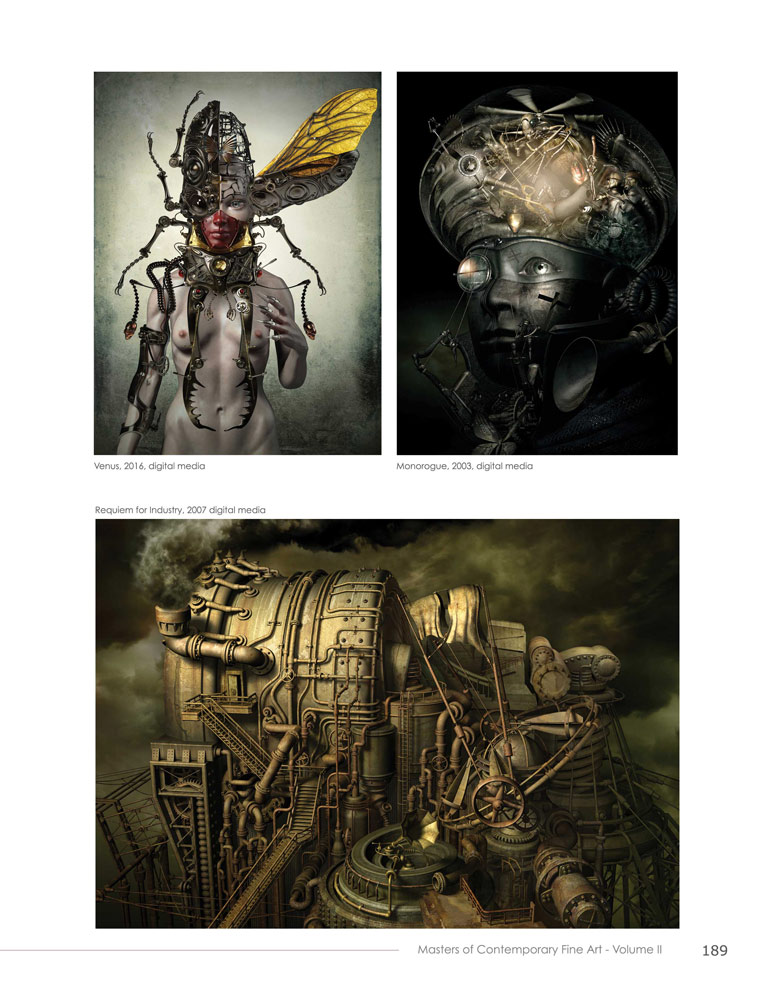 Venus, 2016, digital media
Monorogue, 2003, digital media
Requiem for Industry, 2007 digital media
Masters of Contemporary Fine Art - Volume II
189